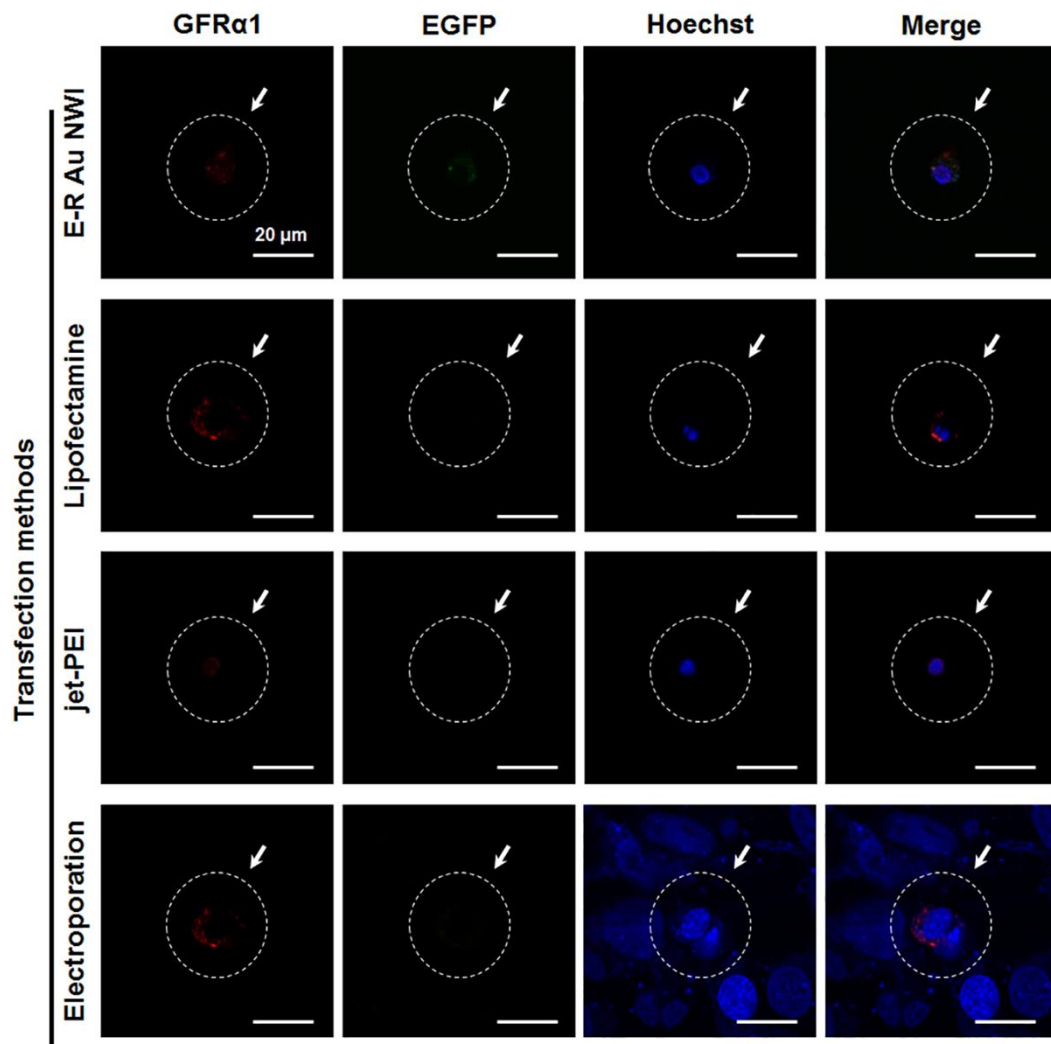 GFRα1 EGFP Hoechst Merge
Transfection methods
E-R Au NWI
20 µm
Lipofectamine
jet-PEI
Electroporation